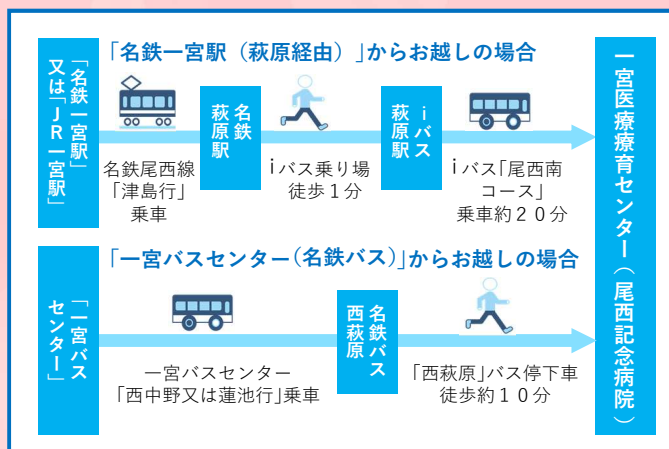 「名鉄一宮駅（萩原経由）」からお越しの場合
「名鉄一宮駅」
又は「JR一宮駅」
名鉄尾西線
「津島行」
乗車
名鉄
萩原駅
iバス乗り場
徒歩１分
iバス
萩原駅
iバス「尾西南
コース」
乗車約２０分
「一宮バスセンター(名鉄バス)」からお越しの場合
「一宮バス
センター」
一宮バスセンター
「西中野又は蓮池行」乗車
名鉄バス
西萩原
「西萩原」バス停下車
徒歩約１０分
一宮医療療育センター（尾西記念病院）